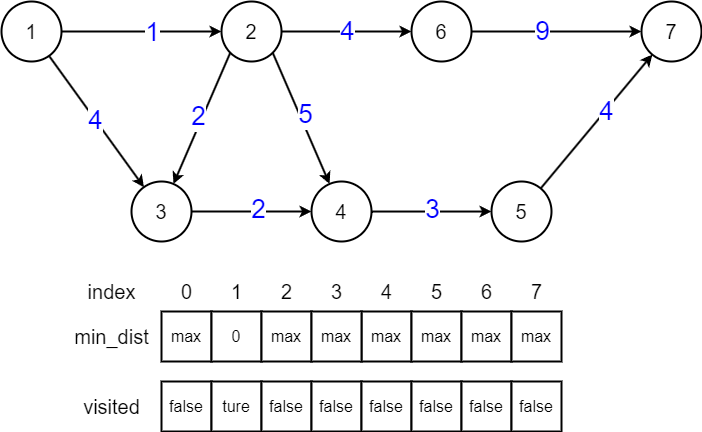 1 1 2 4 6 9 7
4 2 5 4
3 2 4 3 5
index 0 1 2 3 4 5 6 7
min_dist max 0 max max max max max max
visited false ture false false false false false false